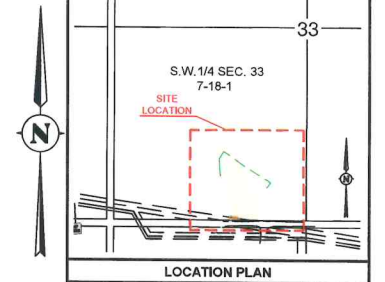 33
S.W.1/4 SEC. 33
7-18-1
SITE
LOCATION
N
N
LOCATION PLAN